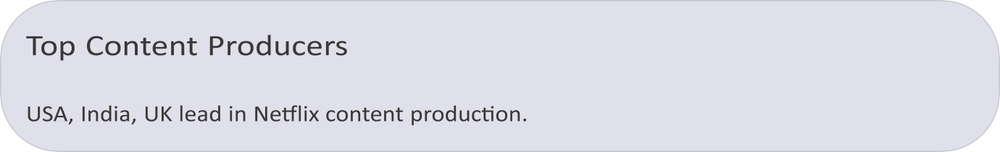 Top Content Producers
USA, India, UK lead in Netflix content production.